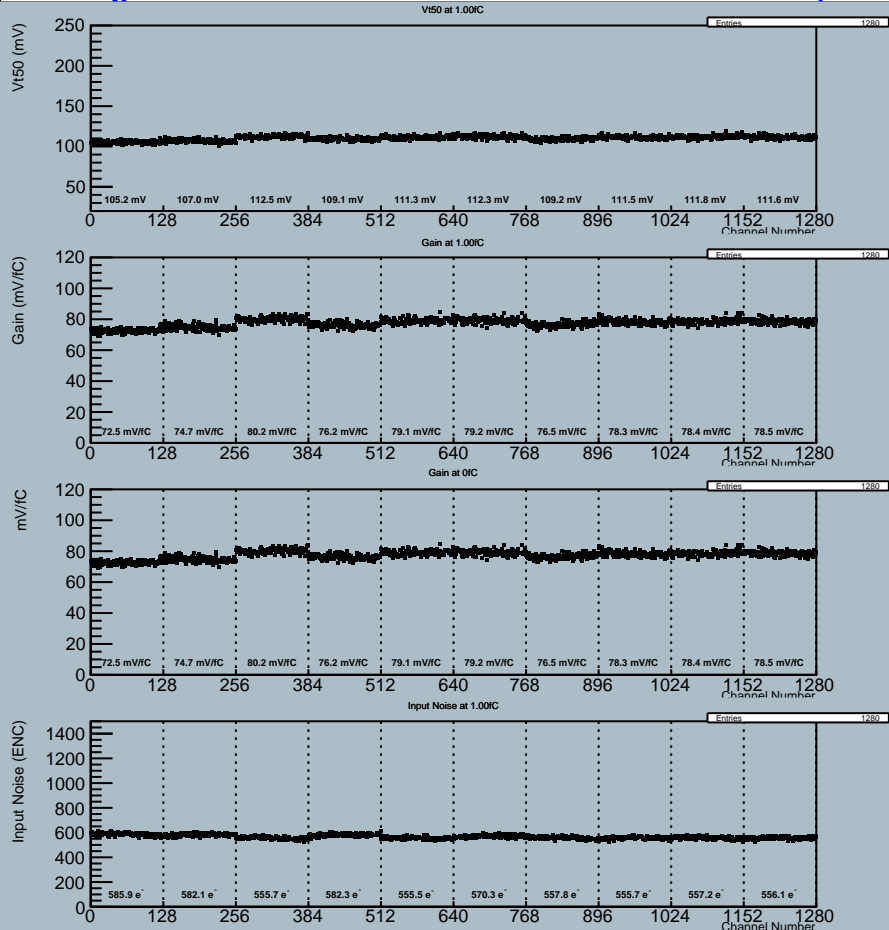 Vt50 at 1.00fC
Entries 1280
Vt50 (mV)
250
200
150
100
50
105.2 mV 107.0 mV 112.5 mV 109.1 mV 111.3 mV 112.3 mV 109.2 mV 111.5 mV 111.8 mV 111.6 mV
0 128 256 384 512 640 768 896 1024 1152 1280
Channel Number
Gain at 1.00fC
Entries 1280
Gain (mV/fC)
120
100
80
60
40
20
0
72.5 mV/fC 74.7 mV/fC 80.2 mV/fC 76.2 mV/fC 79.1 mV/fC 79.2 mV/fC 76.5 mV/fC 78.3 mV/fC 78.4 mV/fC 78.5 mV/fC
0 128 256 384 512 640 768 896 1024 1152 1280
Channel Number
Gain at 0fC
Entries 1280
mV/fC
120
100
80
60
40
20
0
72.5 mV/fC 74.7 mV/fC 80.2 mV/fC 76.2 mV/fC 79.1 mV/fC 79.2 mV/fC 76.5 mV/fC 78.3 mV/fC 78.4 mV/fC 78.5 mV/fC
0 128 256 384 512 640 768 896 1024 1152 1280
Channel Number
Input Noise at 1.00fC
Entries 1280
Input Noise (ENC)
1400
1200
1000
800
600
400
200
0
585.9 e⁻ 582.1 e⁻ 555.7 e⁻ 582.3 e⁻ 555.5 e⁻ 570.3 e⁻ 557.8 e⁻ 555.7 e⁻ 557.2 e⁻ 556.1 e⁻
0 128 256 384 512 640 768 896 1024 1152 1280
Channel Number